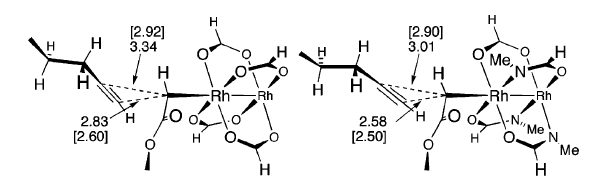 [2.92]
3.34
H H H H
O O O O
Rh Rh
O O O O
2.83
[2.60]
H O O H
[2.90]
3.01
H H H H
O O O O
Me N N Me
Rh Rh
2.58
[2.50]
H O O H
N Me